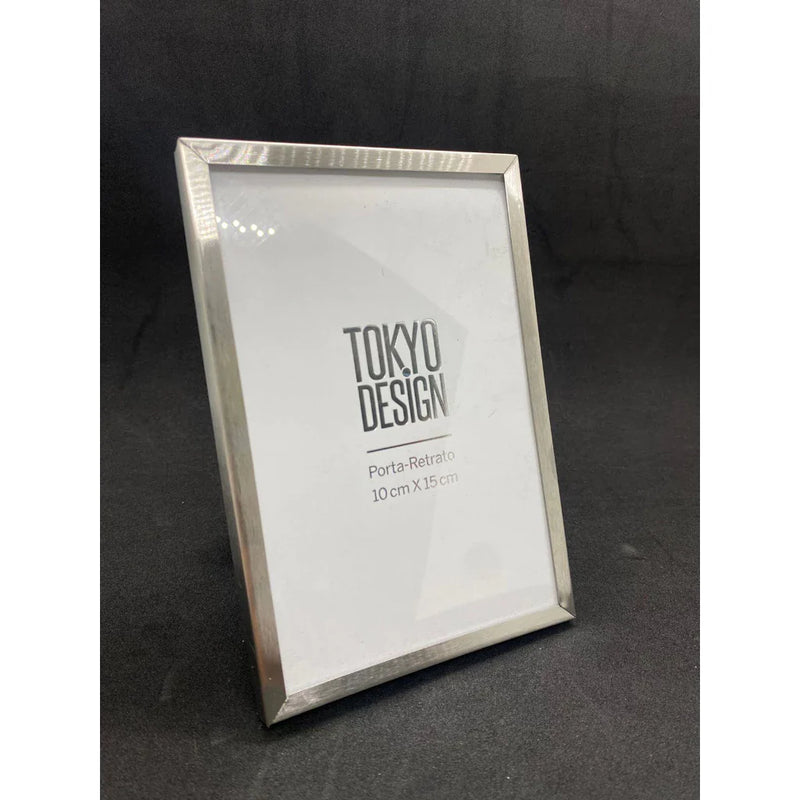 TOKYO
DESIGN
Porta-Retrato
10 cm X 15 cm